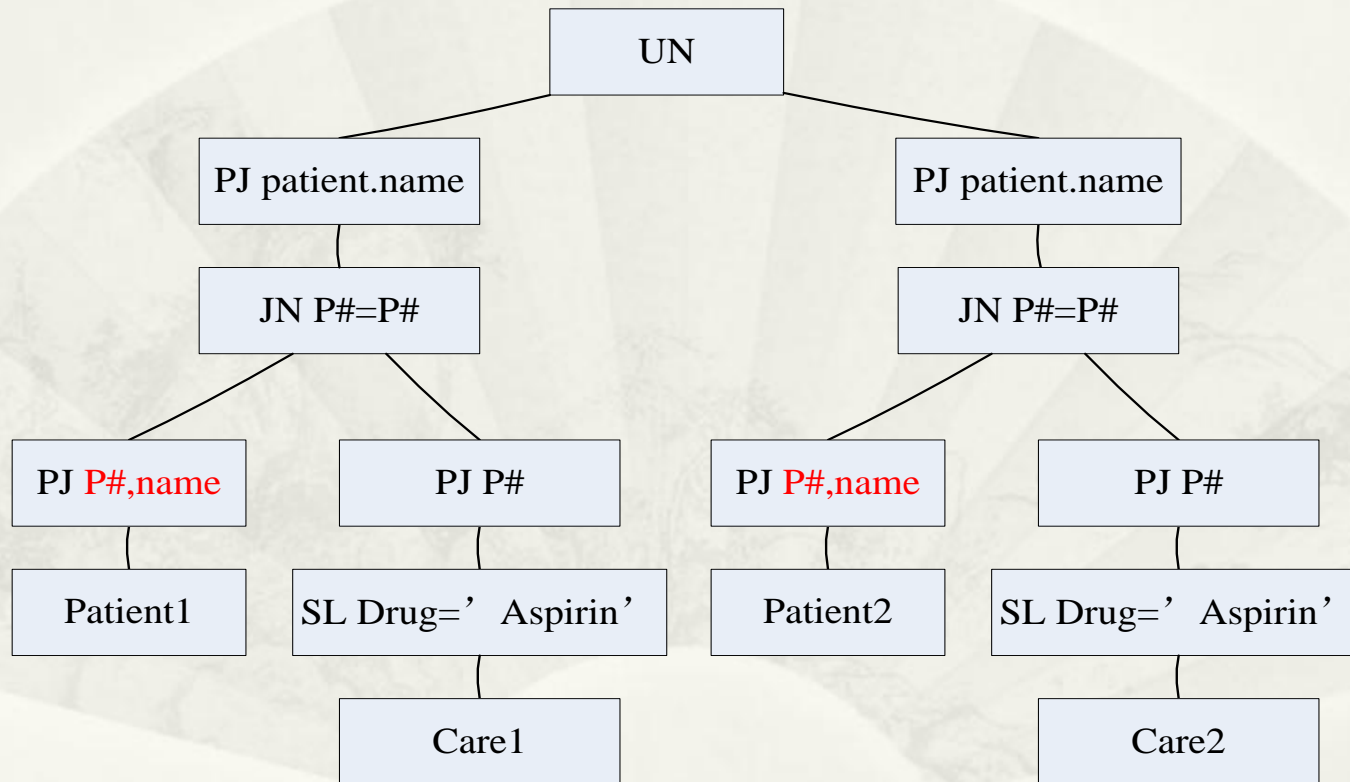 UN
PJ patient.name
PJ patient.name
JN P#=P#
JN P#=P#
PJ P#,name
PJ P#
PJ P#,name
PJ P#
Patient1
SL Drug=’ Aspirin’
Patient2
SL Drug=’ Aspirin’
Care1
Care2